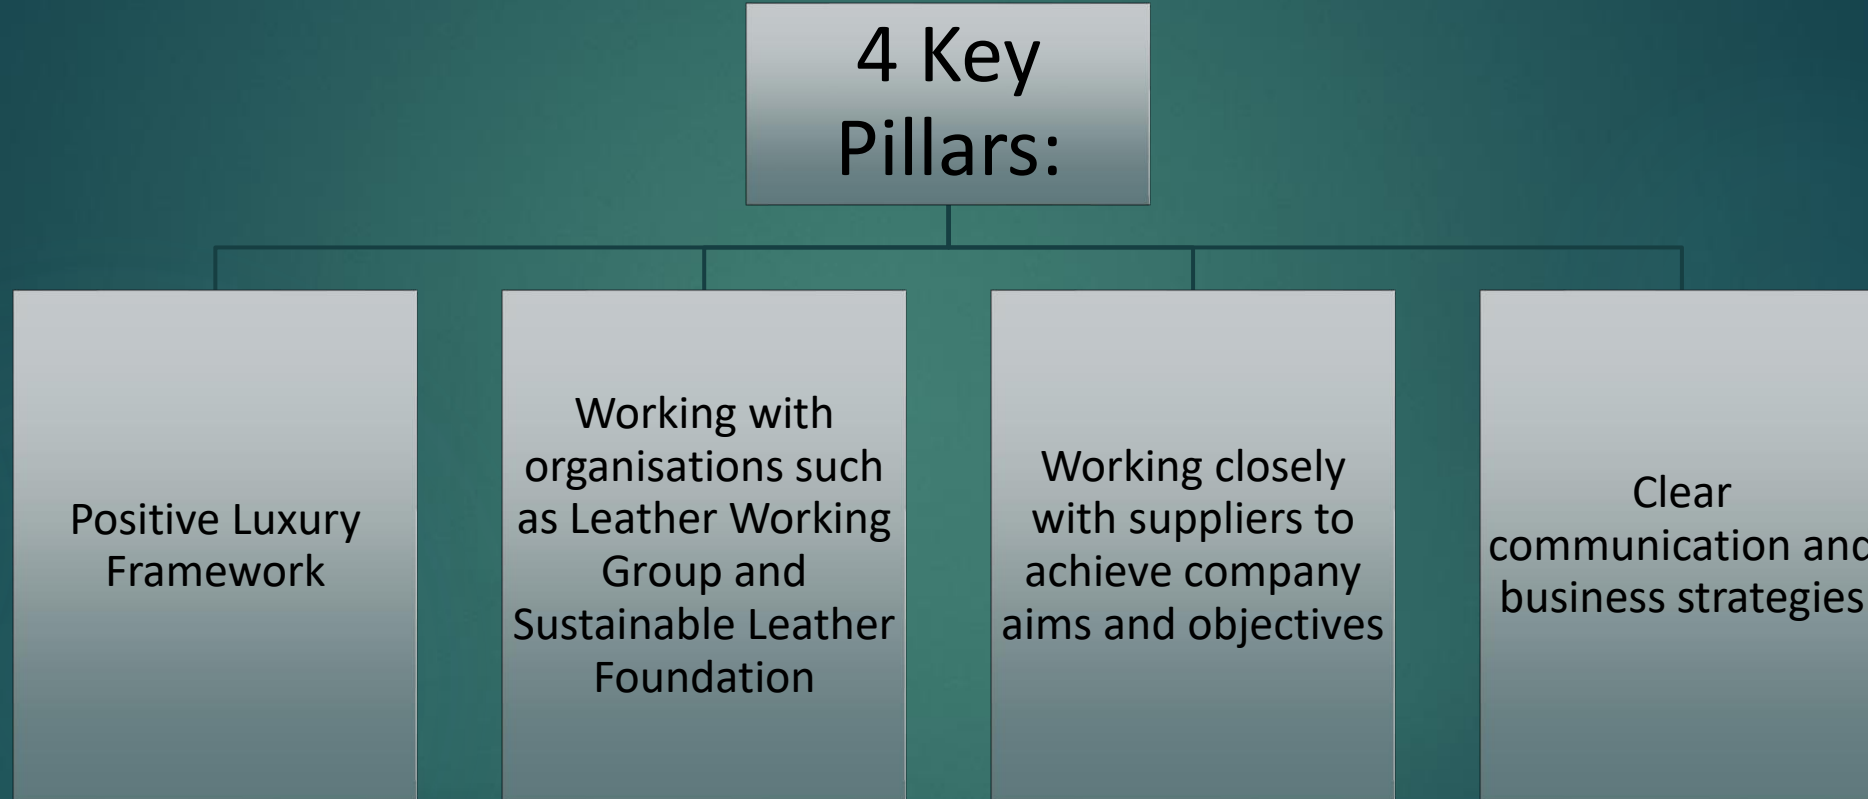 4 Key
Pillars:
Positive Luxury
Framework
Working with
organisations such
as Leather Working
Group and
Sustainable Leather
Foundation
Working closely
with suppliers to
achieve company
aims and objectives
Clear
communication and
business strategies